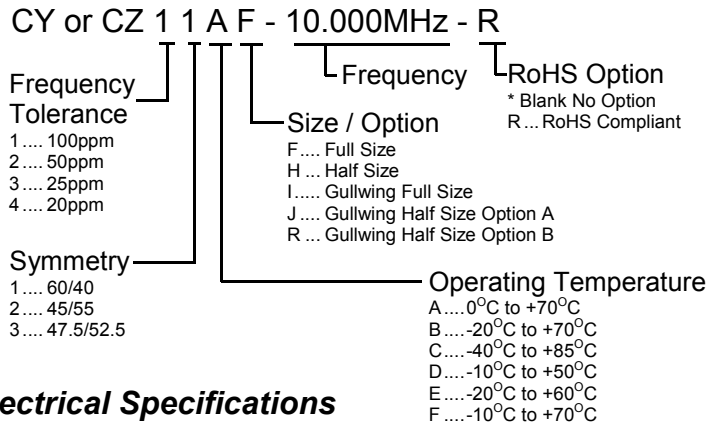 CY or CZ 1 1 A F - 10.000MHz - R
Frequency
Tolerance
1 .... 100ppm
2 .... 50ppm
3 .... 25ppm
4 .... 20ppm
Symmetry
1 .... 60/40
2 .... 45/55
3 .... 47.5/52.5
Size / Option
F .... Full Size
H ... Half Size
I ..... Gullwing Full Size
J .... Gullwing Half Size Option A
R ... Gullwing Half Size Option B
Frequency
RoHS Option
* Blank No Option
R ... RoHS Compliant
Operating Temperature
A ....0°C to +70°C
B ....-20°C to +70°C
C....-40°C to +85°C
D....-10°C to +50°C
E ....-20°C to +60°C
F ....-10°C to +70°C
ectrical Specifications